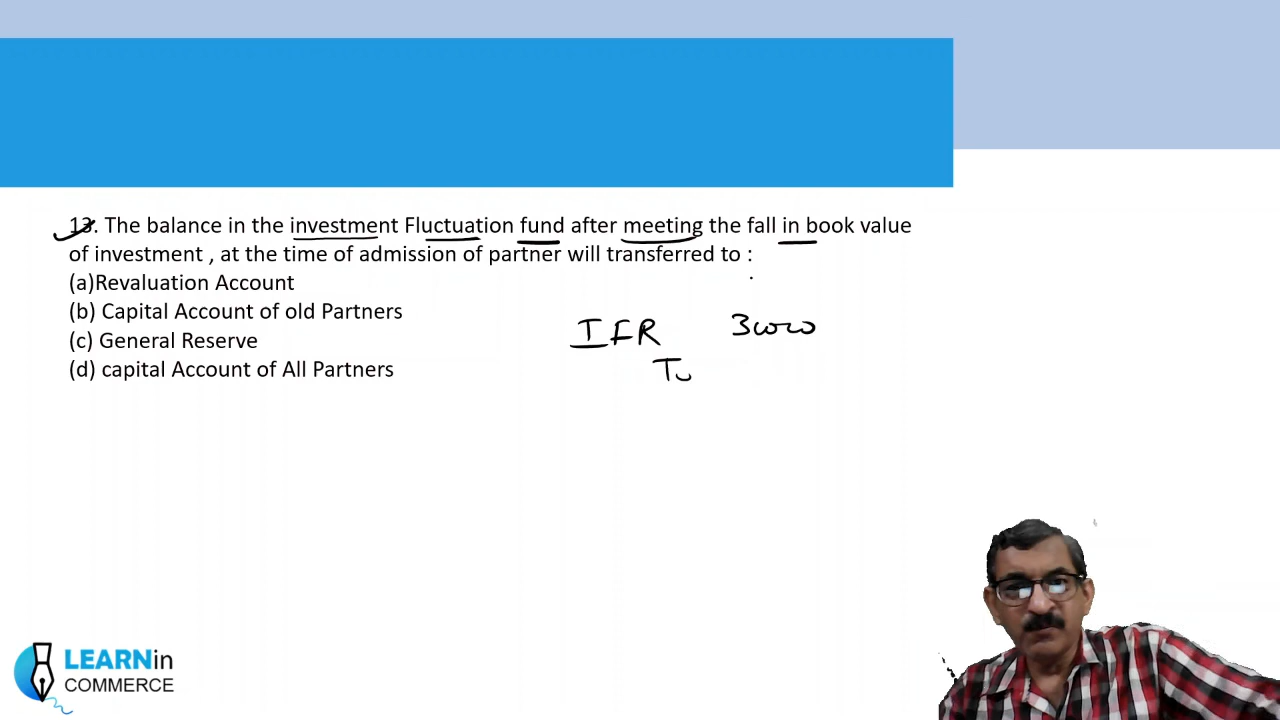 13. The balance in the investment Fluctuation fund after meeting the fall in book value
of investment , at the time of admission of partner will transferred to :
(a)Revaluation Account
(b) Capital Account of old Partners
(c) General Reserve
(d) capital Account of All Partners
IFR 30000
To
LEARNin
COMMERCE